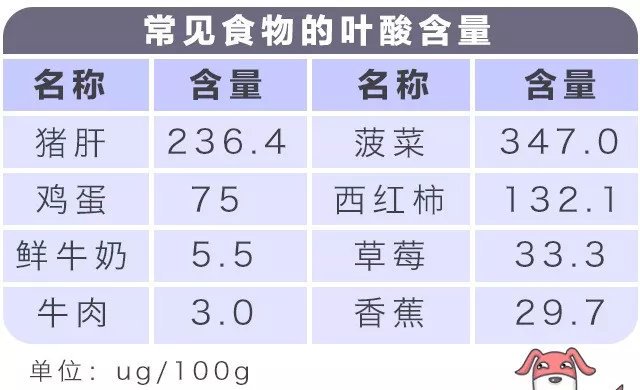 常见食物的叶酸含量
名称 含量 名称 含量
猪肝 236.4 菠菜 347.0
鸡蛋 75 西红柿 132.1
鲜牛奶 5.5 草莓 33.3
牛肉 3.0 香蕉 29.7
单位：ug/100g